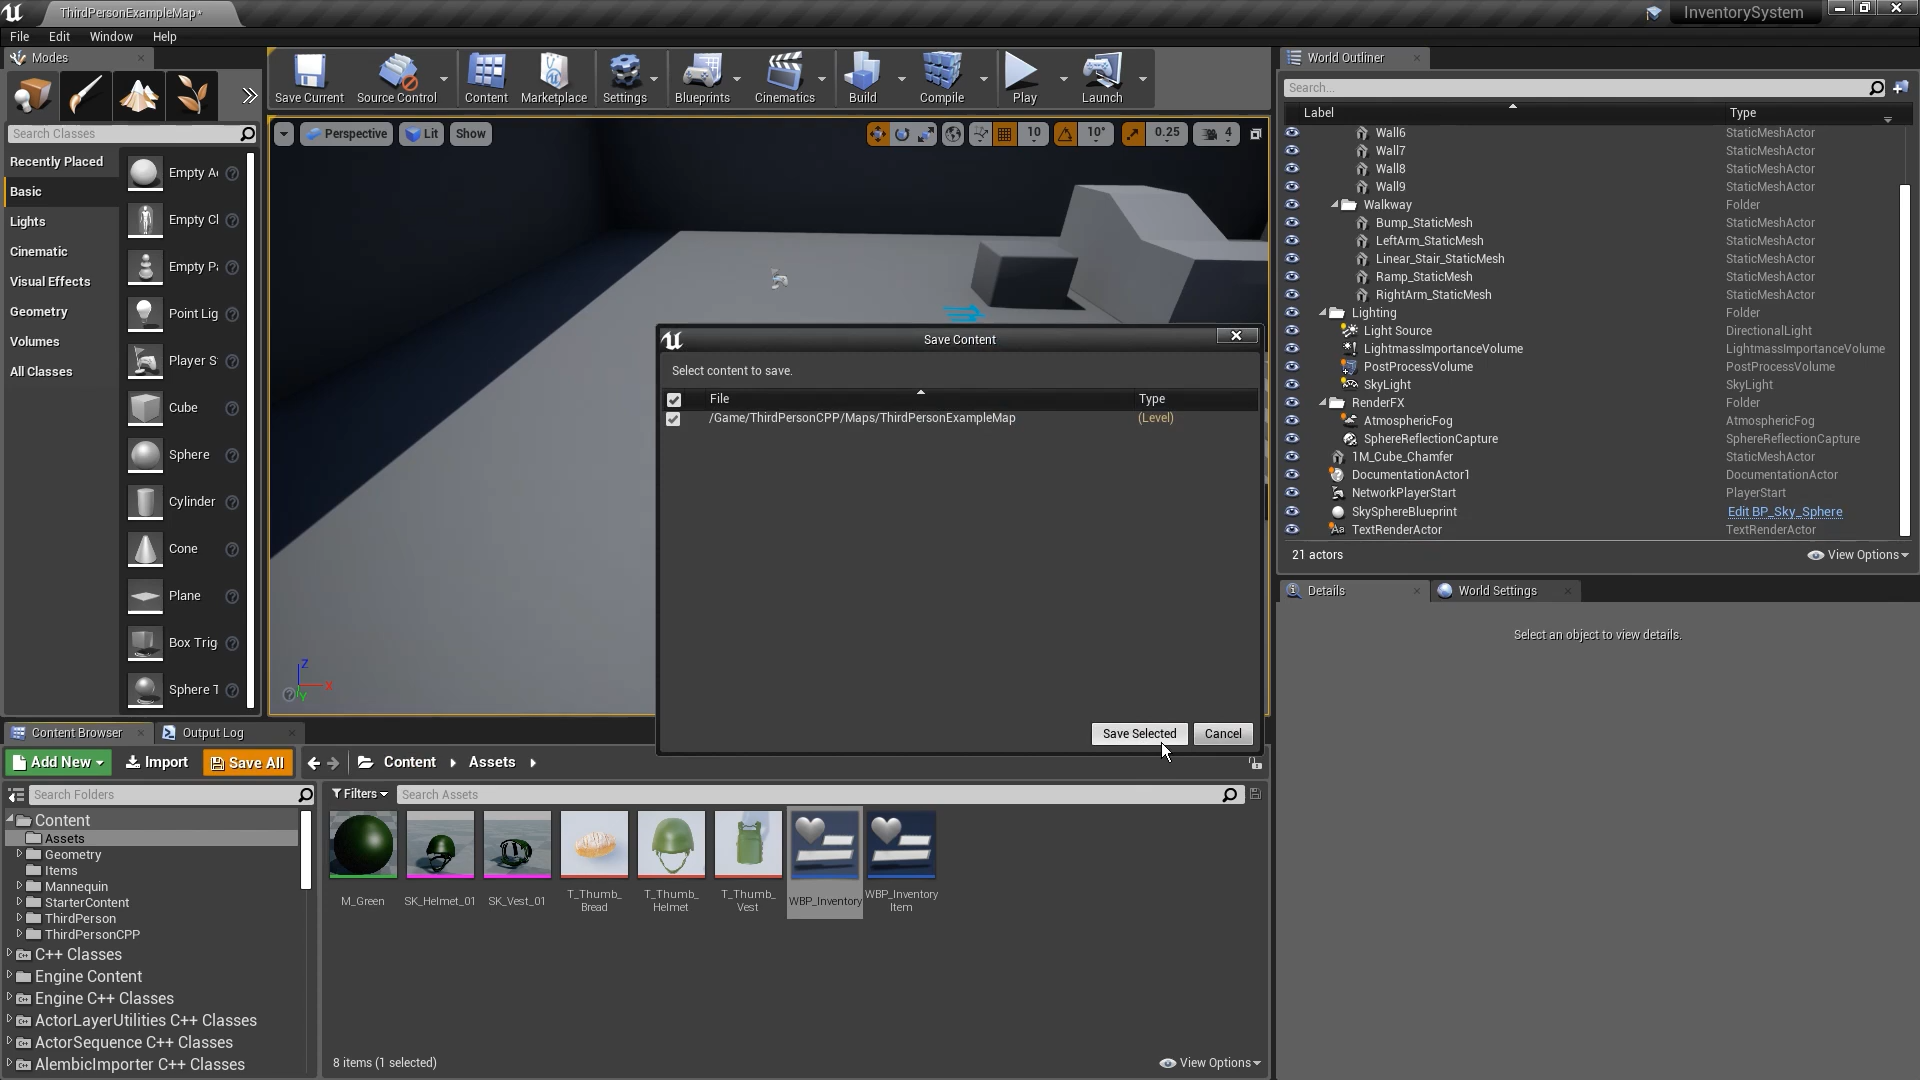 ThirdPersonExampleMap*
InventorySystem
File Edit Window Help
Modes
Search Classes
Recently Placed
Basic
Lights
Cinematic
Visual Effects
Geometry
Volumes
All Classes
Empty A
Empty Cl
Empty P
Point Lig
Player S
Cube
Sphere
Cylinder
Cone
Plane
Box Trig
Sphere T
Save Current Source Control Content Marketplace Settings Blueprints Cinematics Build Compile Play Launch
Perspective Lit Show 10 10° 0.25 4
Z
X
Y
Save Content
Select content to save.
File Type
/Game/ThirdPersonCPP/Maps/ThirdPersonExampleMap (Level)
Save Selected Cancel
World Outliner
Search...
Label Type
Wall6 StaticMeshActor
Wall7 StaticMeshActor
Wall8 StaticMeshActor
Wall9 StaticMeshActor
Walkway Folder
Bump_StaticMesh StaticMeshActor
LeftArm_StaticMesh StaticMeshActor
Linear_Stair_StaticMesh StaticMeshActor
Ramp_StaticMesh StaticMeshActor
RightArm_StaticMesh StaticMeshActor
Lighting Folder
Light Source DirectionalLight
LightmassImportanceVolume LightmassImportanceVolume
PostProcessVolume PostProcessVolume
SkyLight SkyLight
RenderFX Folder
AtmosphericFog AtmosphericFog
SphereReflectionCapture SphereReflectionCapture
1M_Cube_Chamfer StaticMeshActor
DocumentationActor1 DocumentationActor
NetworkPlayerStart PlayerStart
SkySphereBlueprint Edit BP_Sky_Sphere
TextRenderActor TextRenderActor
21 actors View Options
Details World Settings
Select an object to view details.
Content Browser Output Log
Add New Import Save All Content Assets
Search Folders
Content
Assets
Geometry
Items
Mannequin
StarterContent
ThirdPerson
ThirdPersonCPP
C++ Classes
Engine Content
Engine C++ Classes
ActorLayerUtilities C++ Classes
ActorSequence C++ Classes
AlembicImporter C++ Classes
Filters Search Assets
M_Green
SK_Helmet_01
SK_Vest_01
T_Thumb_
Bread
T_Thumb_
Helmet
T_Thumb_
Vest
WBP_Inventory
WBP_Inventory
Item
8 items (1 selected) View Options